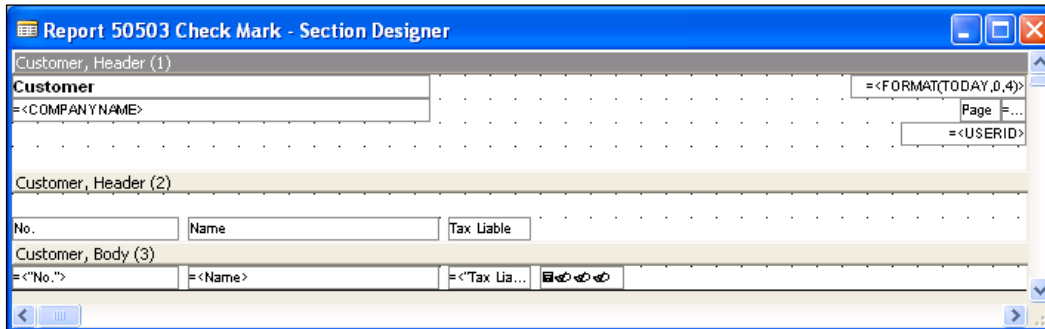 Report 50503 Check Mark - Section Designer
Customer, Header (1)
Customer =<FORMAT(TODAY,0,4)>
=<COMPANYNAME> Page =...
=<USERID>
Customer, Header (2)
No. Name Tax Liable
Customer, Body (3)
=<"No."> =<Name> =<"Tax Lia...